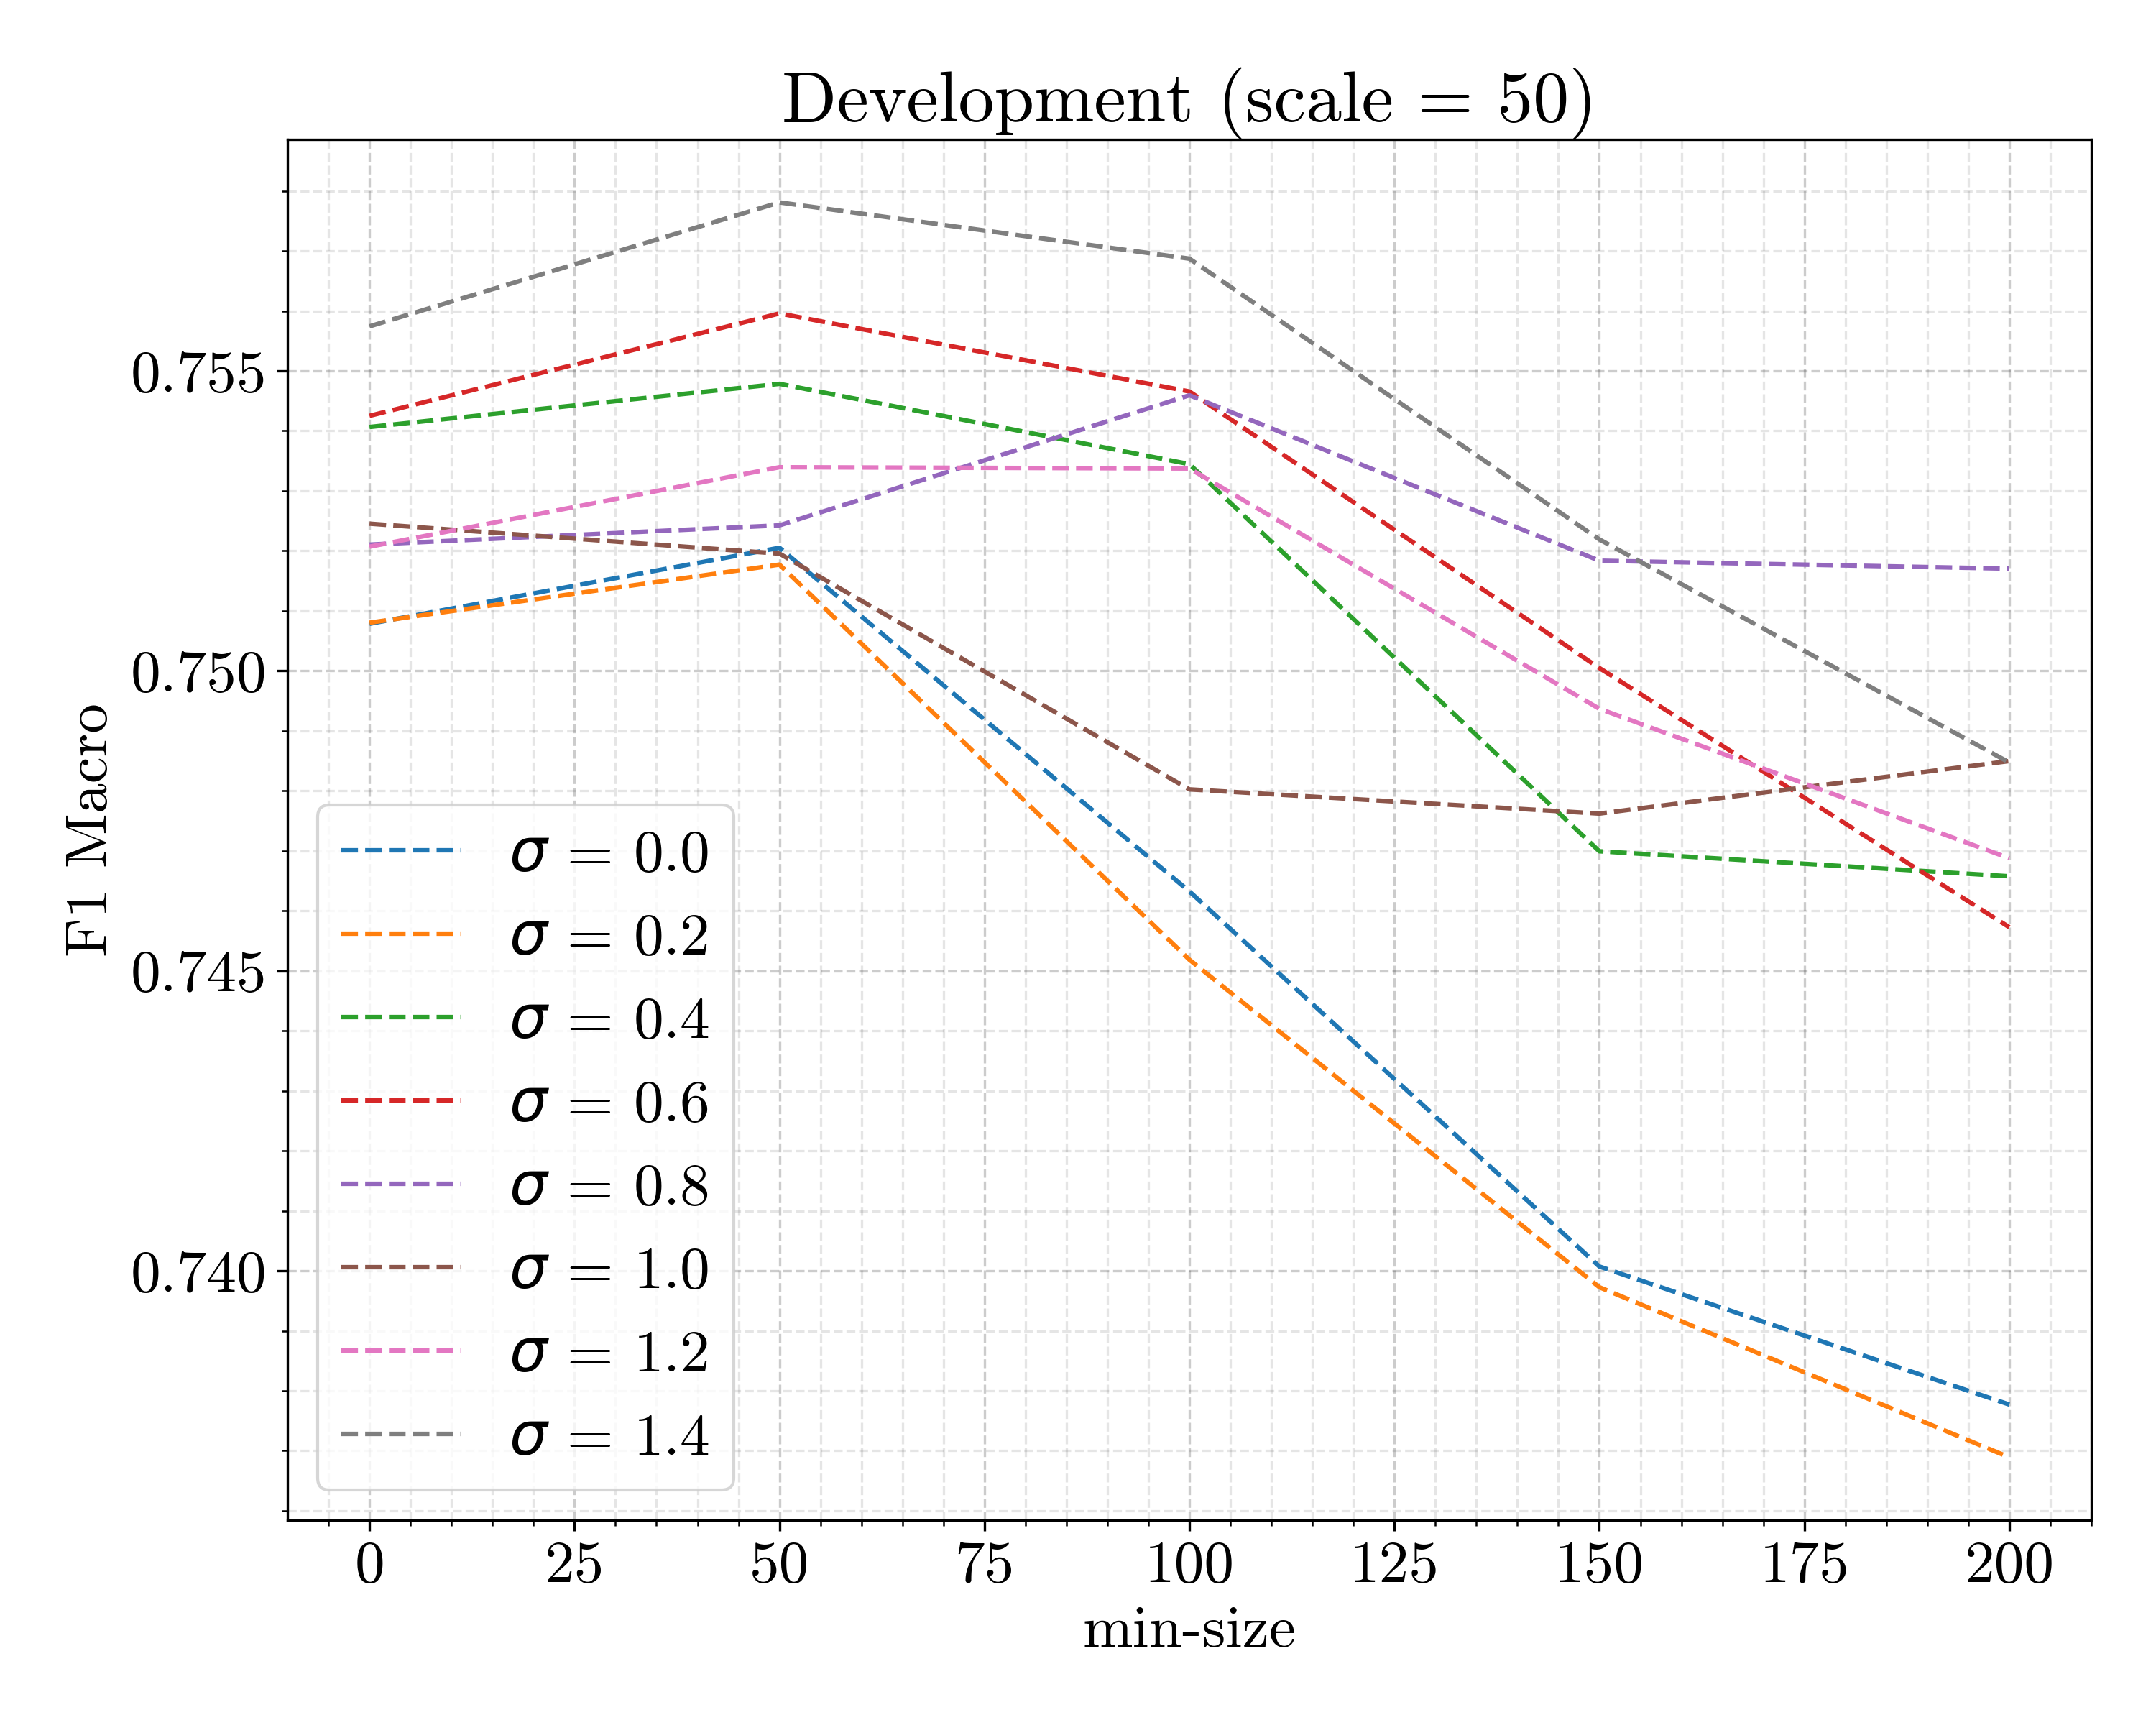 Development (scale = 50)
F1 Macro
0.755
0.750
0.745
0.740
σ = 0.0
σ = 0.2
σ = 0.4
σ = 0.6
σ = 0.8
σ = 1.0
σ = 1.2
σ = 1.4
0 25 50 75 100 125 150 175 200
min-size